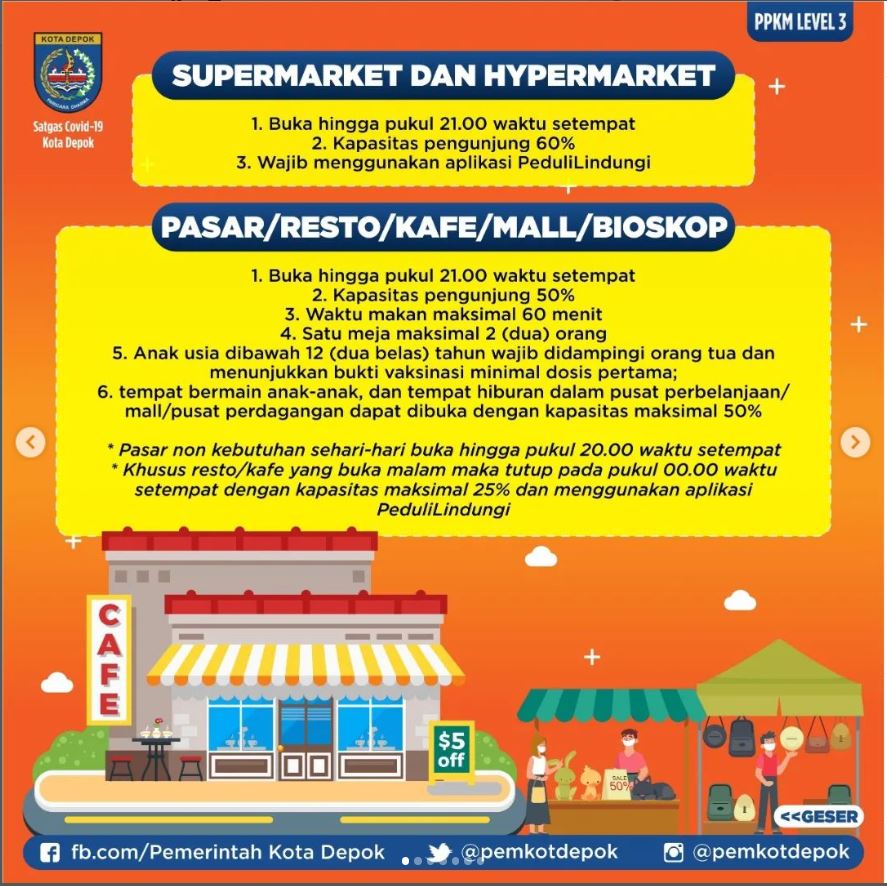 PPKM LEVEL 3
KOTA DEPOK
PARICARA DHARMA
Satgas Covid-19
Kota Depok
SUPERMARKET DAN HYPERMARKET
1. Buka hingga pukul 21.00 waktu setempat
2. Kapasitas pengunjung 60%
3. Wajib menggunakan aplikasi PeduliLindungi
PASAR/RESTO/KAFE/MALL/BIOSKOP
1. Buka hingga pukul 21.00 waktu setempat
2. Kapasitas pengunjung 50%
3. Waktu makan maksimal 60 menit
4. Satu meja maksimal 2 (dua) orang
5. Anak usia dibawah 12 (dua belas) tahun wajib didampingi orang tua dan
menunjukkan bukti vaksinasi minimal dosis pertama;
6. tempat bermain anak-anak, dan tempat hiburan dalam pusat perbelanjaan/
mall/pusat perdagangan dapat dibuka dengan kapasitas maksimal 50%
* Pasar non kebutuhan sehari-hari buka hingga pukul 20.00 waktu setempat
* Khusus resto/kafe yang buka malam maka tutup pada pukul 00.00 waktu
setempat dengan kapasitas maksimal 25% dan menggunakan aplikasi
PeduliLindungi
CAFE
$5
off
SALE
50%
<<GESER
fb.com/Pemerintah Kota Depok
@pemkotdepok
@pemkotdepok